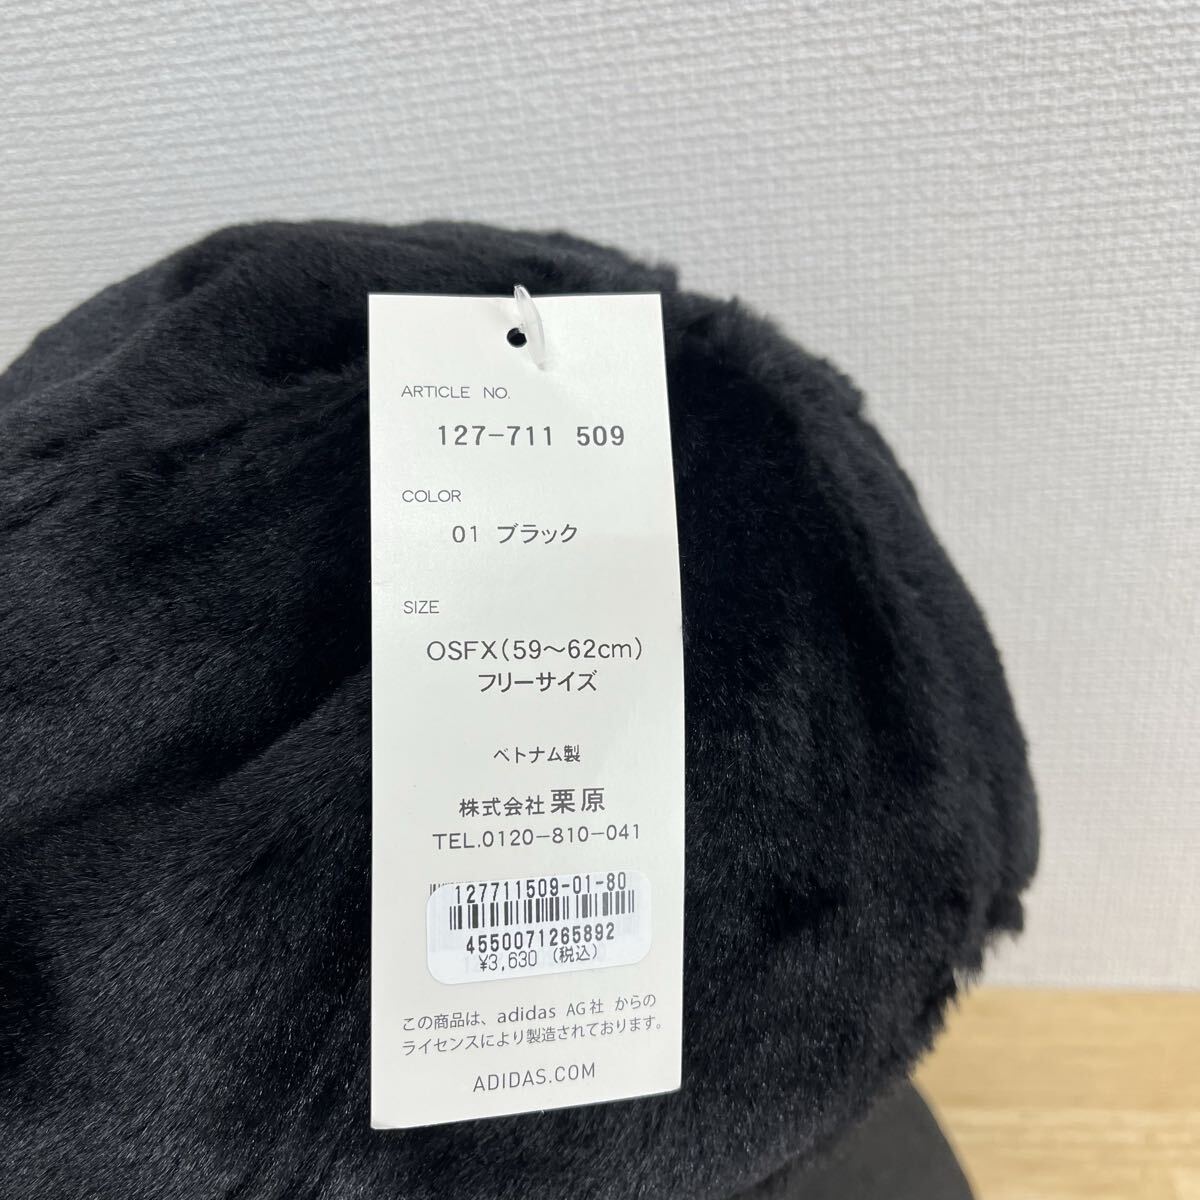 ARTICLE NO.
127-711 509
COLOR
01 ブラック
SIZE
OSFX(59～62cm)
フリーサイズ
ベトナム製
株式会社 栗原
TEL.0120-810-041
127711509-01-80
4550071265892
¥3,630 (税込)
この商品は、adidas AG社 からの
ライセンスにより製造されております。
ADIDAS.COM